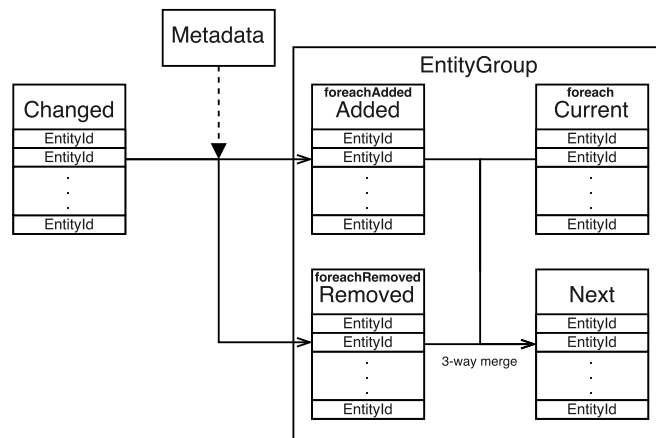 Metadata
EntityGroup
Changed
EntityId
EntityId
.
.
.
EntityId
foreachAdded
Added
EntityId
EntityId
.
.
.
EntityId
foreach
Current
EntityId
EntityId
.
.
.
EntityId
foreachRemoved
Removed
EntityId
EntityId
.
.
.
EntityId
3-way merge
Next
EntityId
EntityId
.
.
.
EntityId